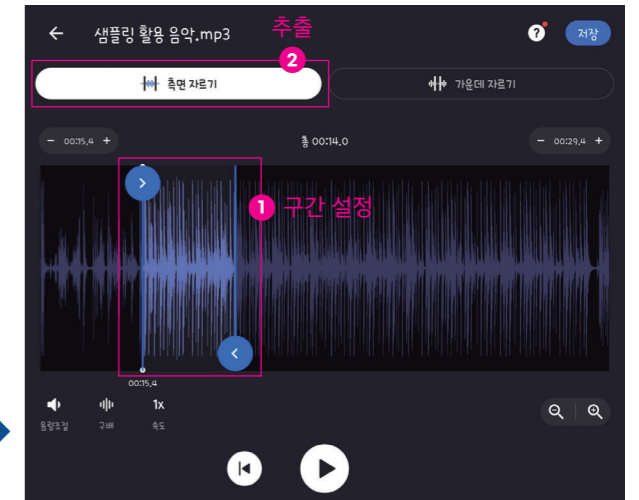 샘플링 활용 음악.mp3
추출
?
저장
2
측면 자르기
가운데 자르기
− 00:15.4 +
총 00:14.0
− 00:29.4 +
1 구간 설정
00:15.4
1x
음량조절
구배
속도